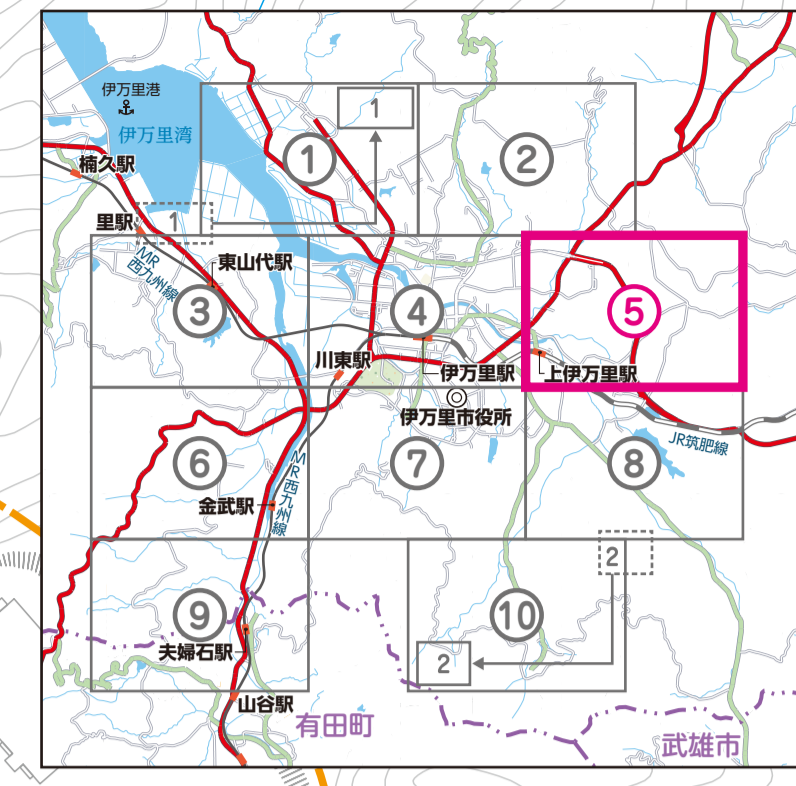 伊万里港
伊万里湾
1
①
②
楠久駅
里駅
1
東山代駅
MR
西九州線
③
④
⑤
川東駅
伊万里駅
上伊万里駅
伊万里市役所
JR筑肥線
⑥
⑦
⑧
MR西九州線
金武駅
2
⑨
⑩
夫婦石駅
2
山谷駅
有田町
武雄市